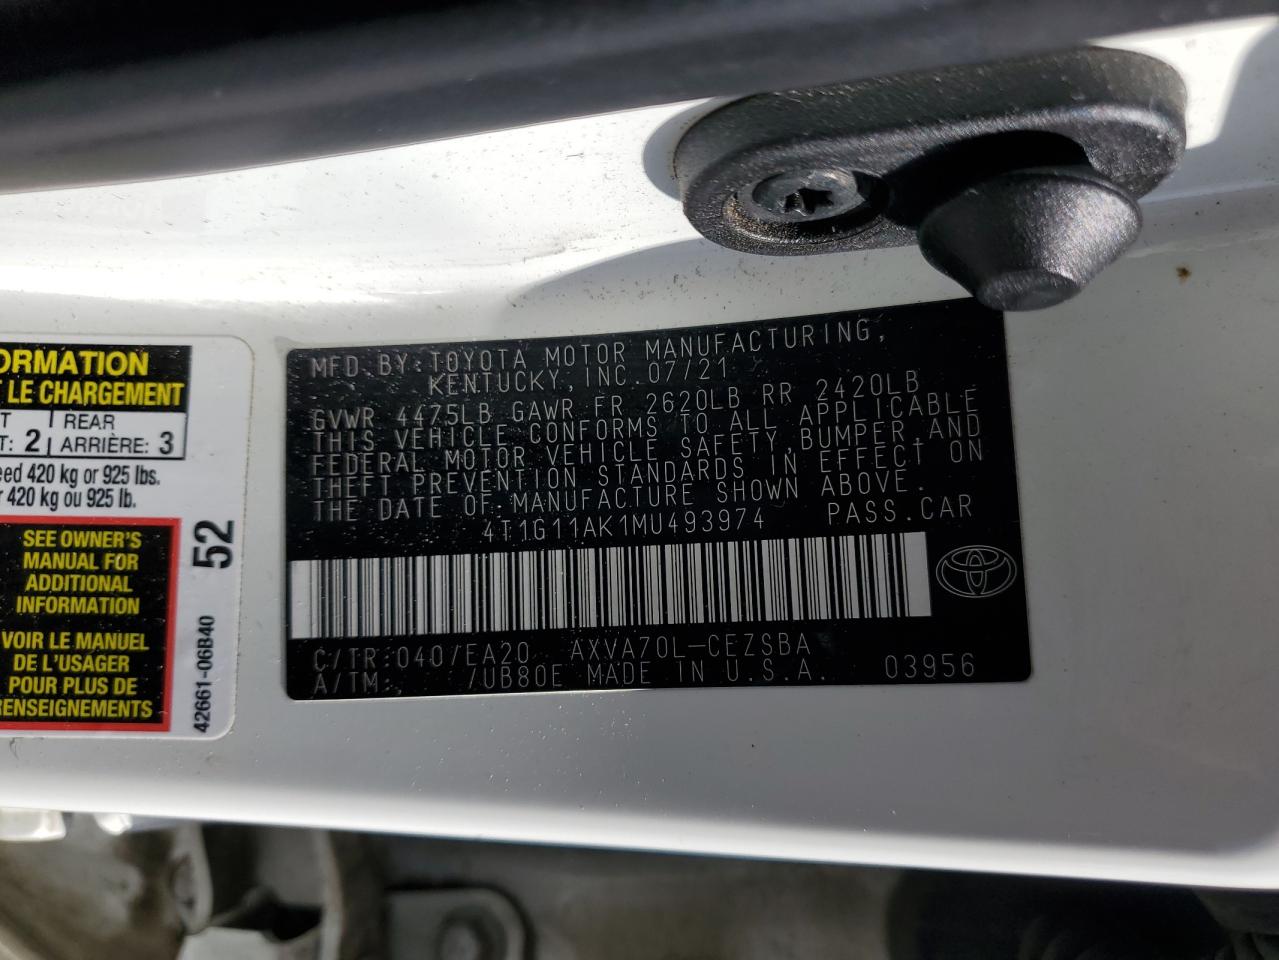 ORMATION
LE CHARGEMENT
T REAR
T: 2 ARRIÈRE: 3
eed 420 kg or 925 lbs.
r 420 kg ou 925 lb.
SEE OWNER'S
MANUAL FOR
ADDITIONAL
INFORMATION
VOIR LE MANUEL
DE L'USAGER
POUR PLUS DE
RENSEIGNEMENTS
52
42661-06B40
MFD. BY: TOYOTA MOTOR MANUFACTURING,
KENTUCKY, INC. 07/21
GVWR 4475LB GAWR FR 2620LB RR 2420LB
THIS VEHICLE CONFORMS TO ALL APPLICABLE
FEDERAL MOTOR VEHICLE SAFETY, BUMPER, AND
THEFT PREVENTION STANDARDS IN EFFECT ON
THE DATE OF MANUFACTURE SHOWN ABOVE.
4T1G11AK1MU493974 PASS. CAR
C/TR: 040/EA20 AXVA70L-CEZSBA
A/TM: /UB80E MADE IN U.S.A. 03956